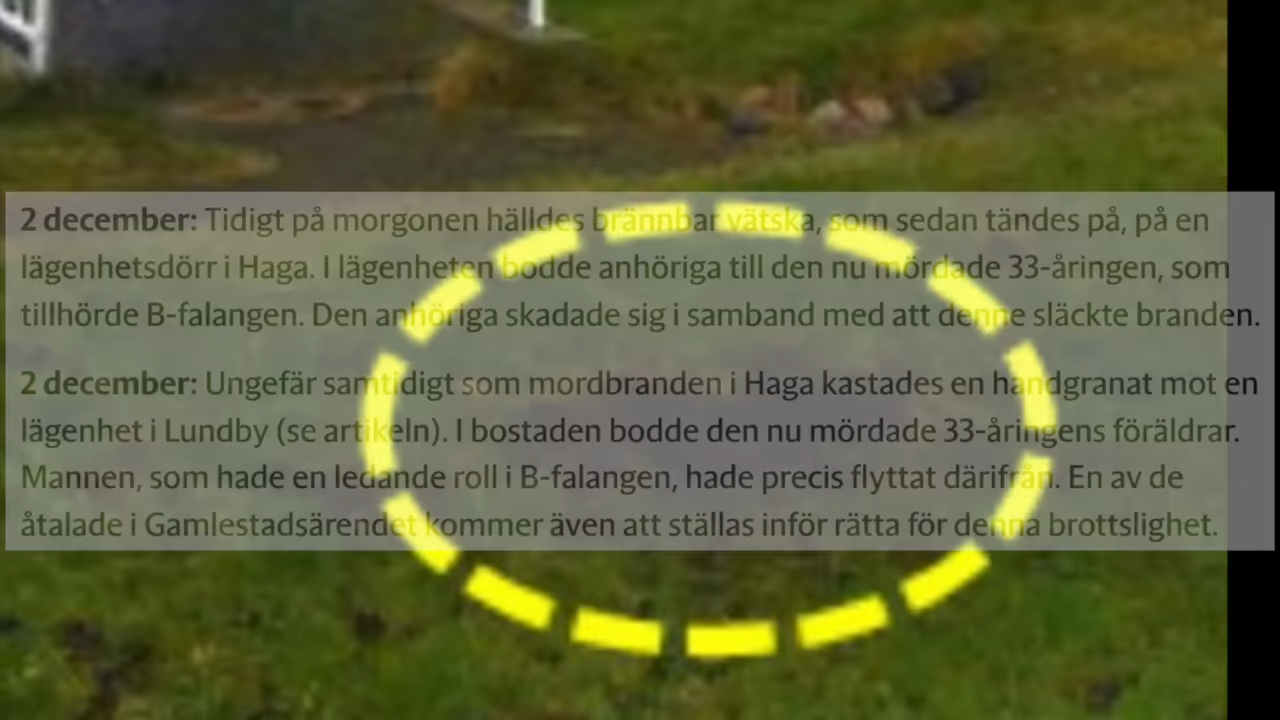 2 december: Tidigt på morgonen hälldes brännbar vätska, som sedan tändes på, på en
lägenhetsdörr i Haga. I lägenheten bodde anhöriga till den nu mördade 33-åringen, som
tillhörde B-falangen. Den anhöriga skadade sig i samband med att denne släckte branden.
2 december: Ungefär samtidigt som mordbranden i Haga kastades en handgranat mot en
lägenhet i Lundby (se artikeln). I bostaden bodde den nu mördade 33-åringens föräldrar.
Mannen, som hade en ledande roll i B-falangen, hade precis flyttat därifrån. En av de
åtalade i Gamlestadsärendet kommer även att ställas inför rätta för denna brottslighet.